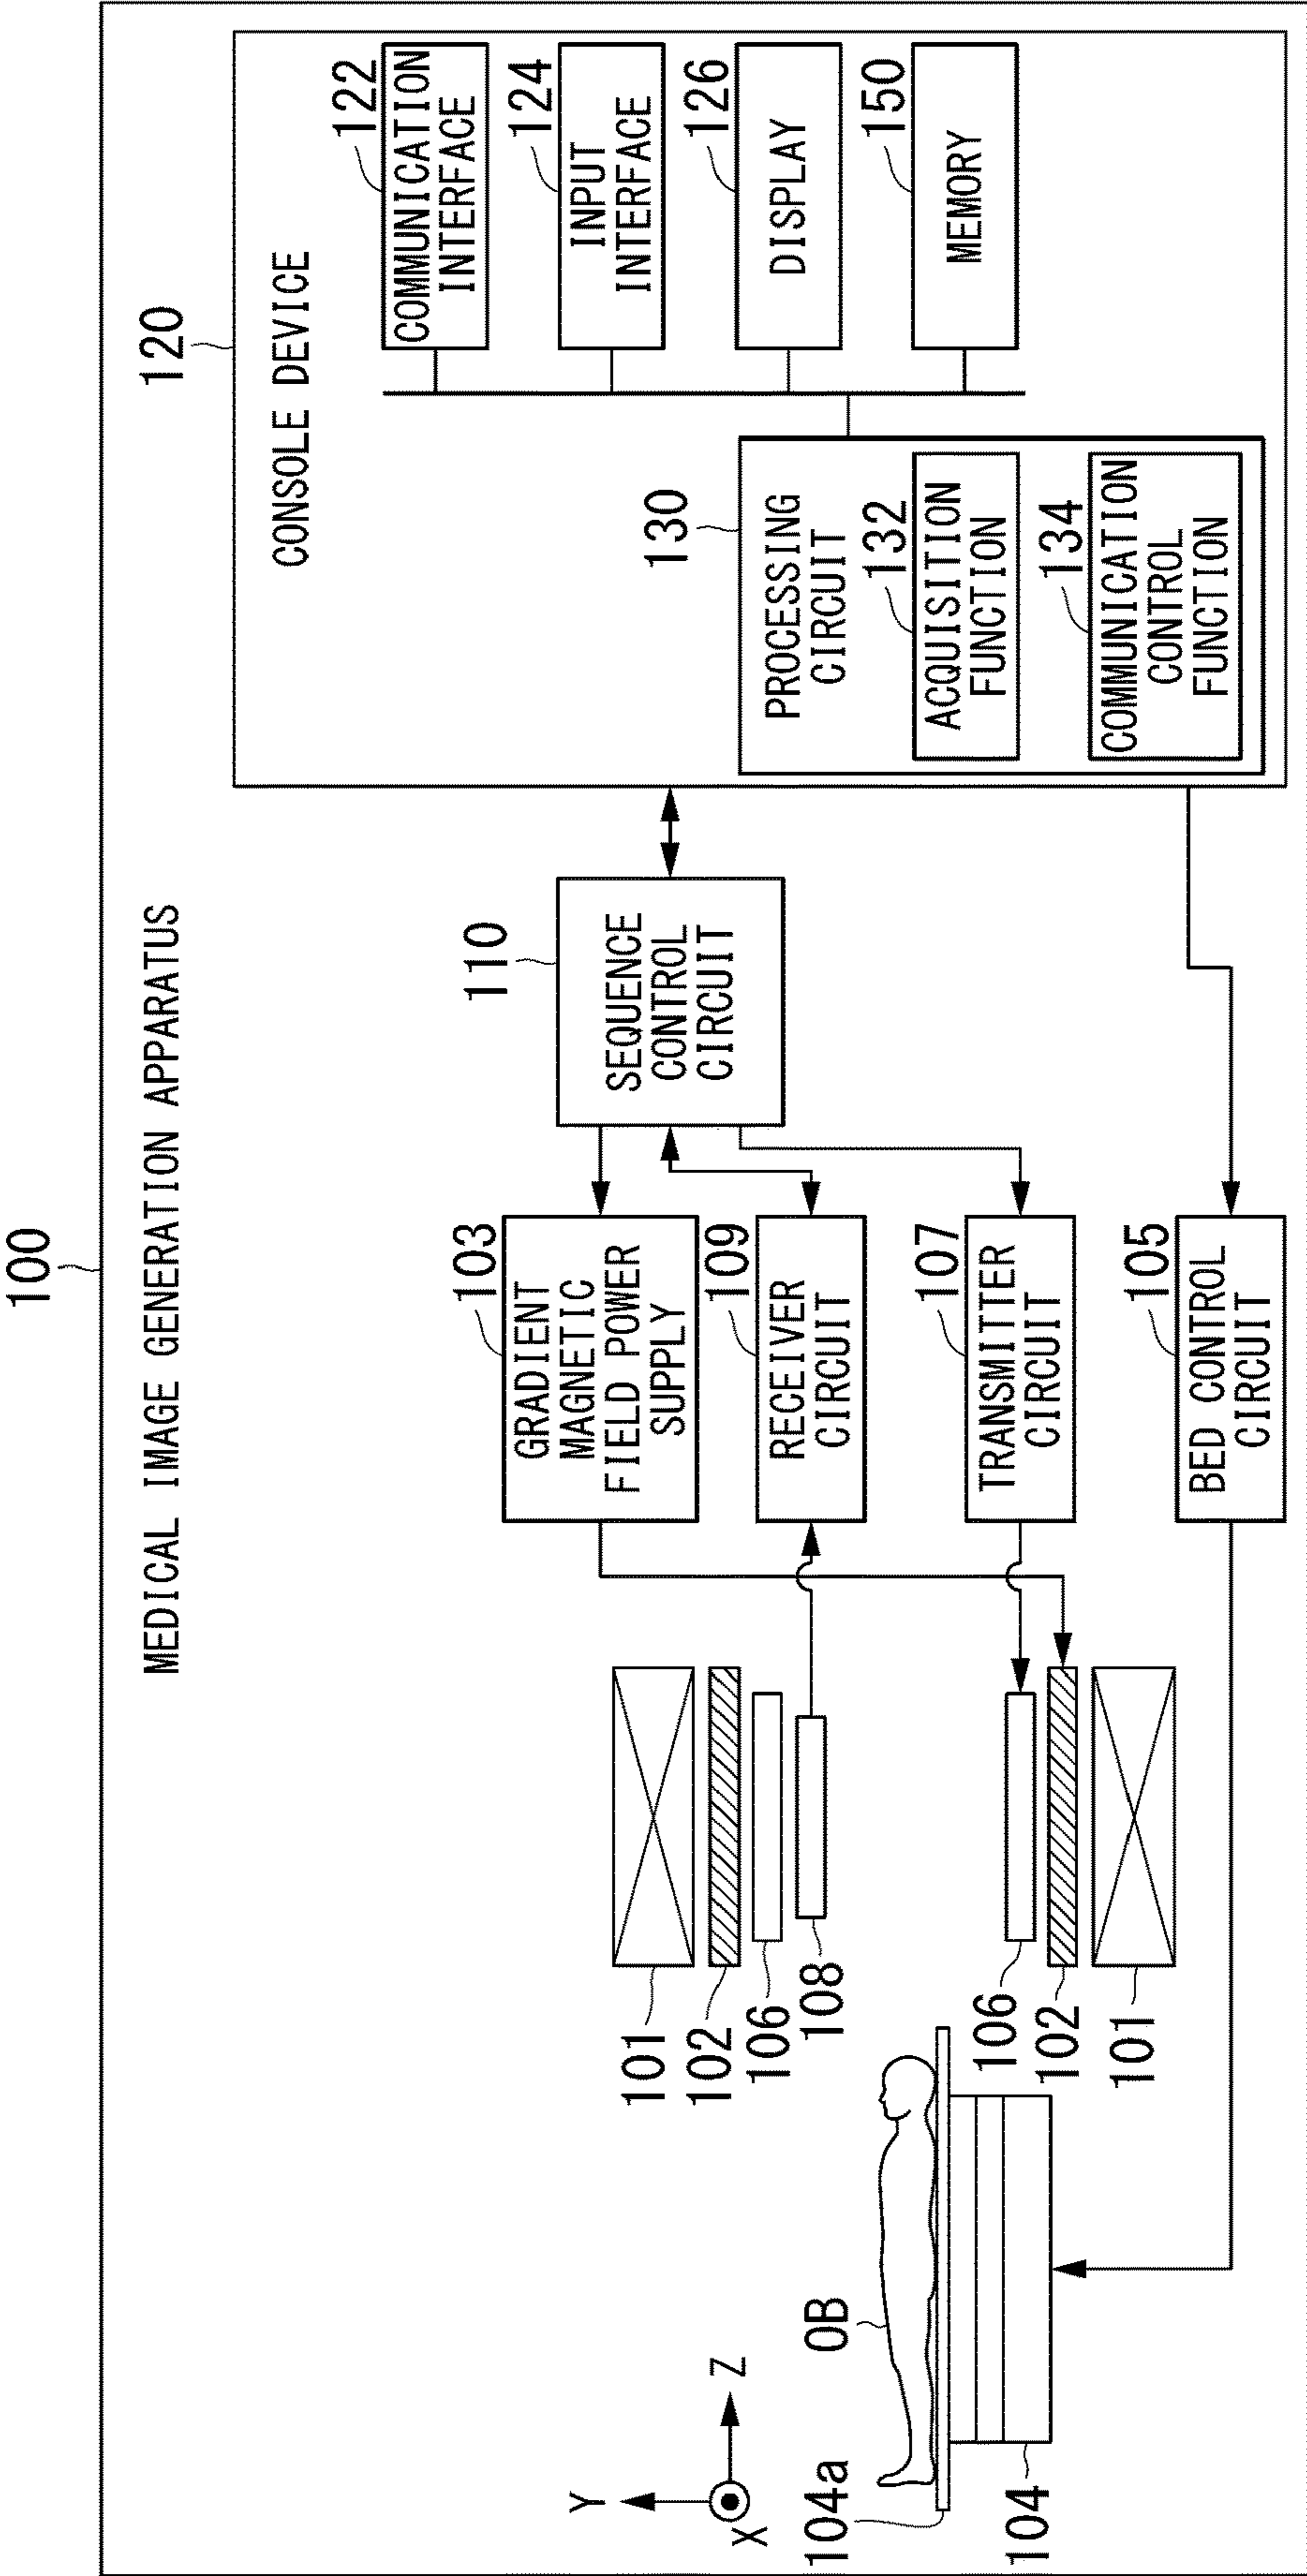 100
MEDICAL IMAGE GENERATION APPARATUS
120
CONSOLE DEVICE
122
COMMUNICATION
INTERFACE
124
INPUT
INTERFACE
126
DISPLAY
150
MEMORY
130
PROCESSING
CIRCUIT
132
ACQUISITION
FUNCTION
134
COMMUNICATION
CONTROL
FUNCTION
110
SEQUENCE
CONTROL
CIRCUIT
103
GRADIENT
MAGNETIC
FIELD POWER
SUPPLY
109
RECEIVER
CIRCUIT
107
TRANSMITTER
CIRCUIT
105
BED CONTROL
CIRCUIT
101
102
106
108
106
102
101
Y
Z
X
OB
104a
104